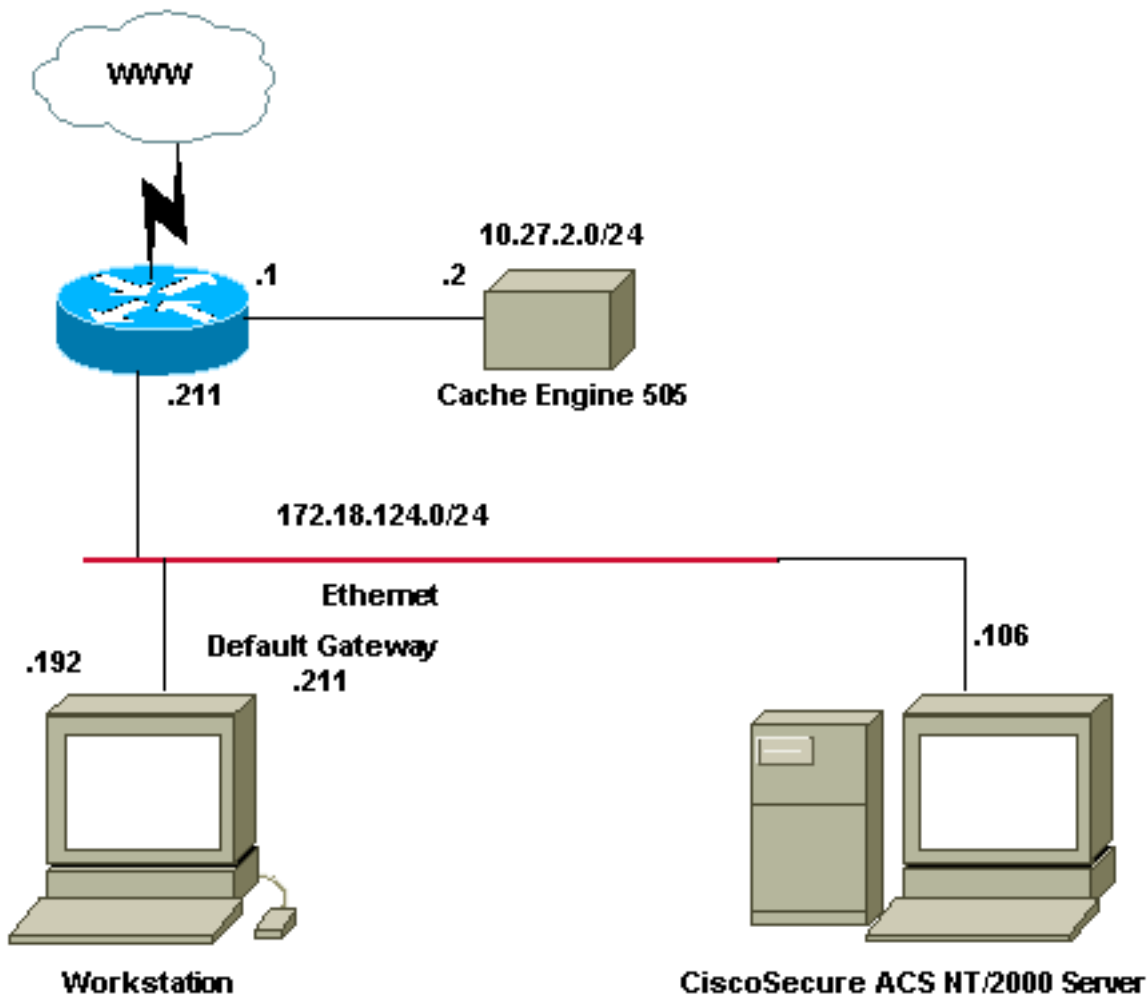 WWW
10.27.2.0/24
.1
.2
.211
Cache Engine 505
172.18.124.0/24
Ethernet
.192
Default Gateway
.211
.106
Workstation
CiscoSecure ACS NT/2000 Server